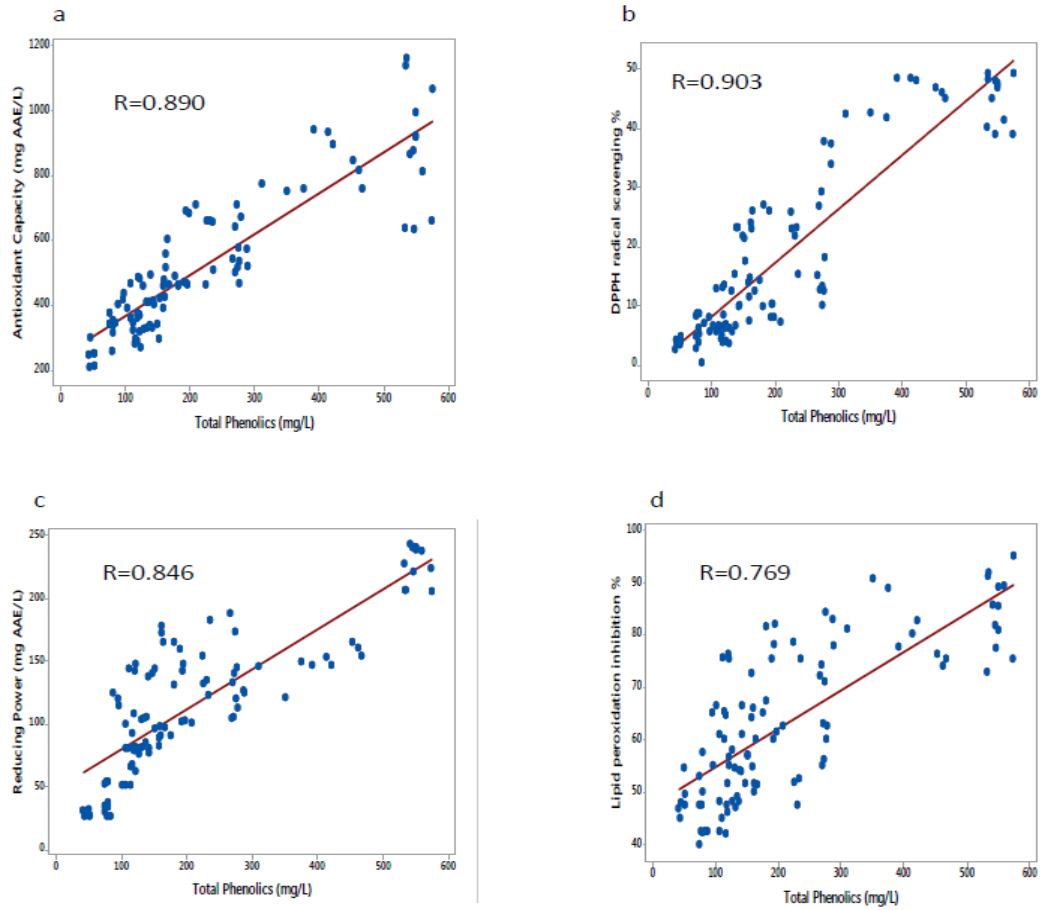 a
Antioxidant Capacity (mg AAE/L)
1200
1000
800
600
400
200
R=0.890
0 100 200 300 400 500 600
Total Phenolics (mg/L)
b
DPPH radical scavenging %
50
40
30
20
10
0
R=0.903
0 100 200 300 400 500 600
Total Phenolics (mg/L)
c
Reducing Power (mg AAE/L)
250
200
150
100
50
0
R=0.846
0 100 200 300 400 500 600
Total Phenolics (mg/L)
d
Lipid peroxidation inhibition %
100
90
80
70
60
50
40
R=0.769
0 100 200 300 400 500 600
Total Phenolics (mg/L)